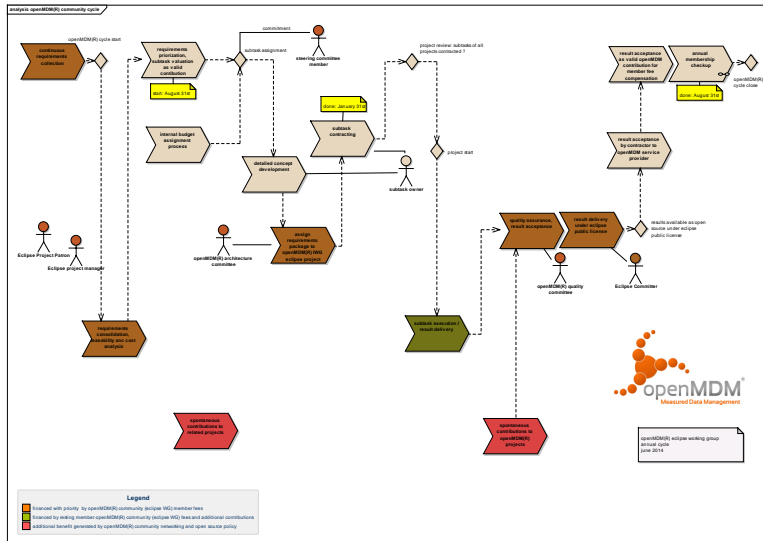 analysis openMDM(R) community cycle
openMDM(R) cycle start
continuous
requirements
collection
requirements
priorization,
subtask valuation
as valid
contibution
start: August 31st
subtask assignment
commitment
steering committee
member
project review: subtasks of all
projects contracted ?
result acceptance
as valid openMDM
contribution for
member fee
compensation
annual
membership
checkup
done: August 31st
openMDM(R)
cycle close
internal budget
assignment
process
done: January 31st
subtask
contracting
detailed concept
development
subtask owner
project start
result acceptance
by contractor to
openMDM service
provider
assign
requirements
package to
openMDM(R) IWG
eclipse project
openMDM(R) architecture
committee
quality assurance,
result acceptance
result delivery
under eclipse
public license
results available as open
source under eclipse
public license
openMDM(R) quality
committee
Eclipse Committer
Eclipse Project Patron
Eclipse project manager
requirements
consolidation,
feasability and cost
analysis
subtask execution /
result delivery
openMDM®
Measured Data Management
spontaneous
contributions to
related projects
spontaneous
contributions to
openMDM(R)
projects
openMDM(R) eclipse working group
annual cycle
june 2014
Legend
financed with priority by openMDM(R) community (eclipse WG) member fees
financed by resting member openMDM(R) community (eclipse WG) fees and additional contributions
additional benefit generated by openMDM(R) community networking and open source policy